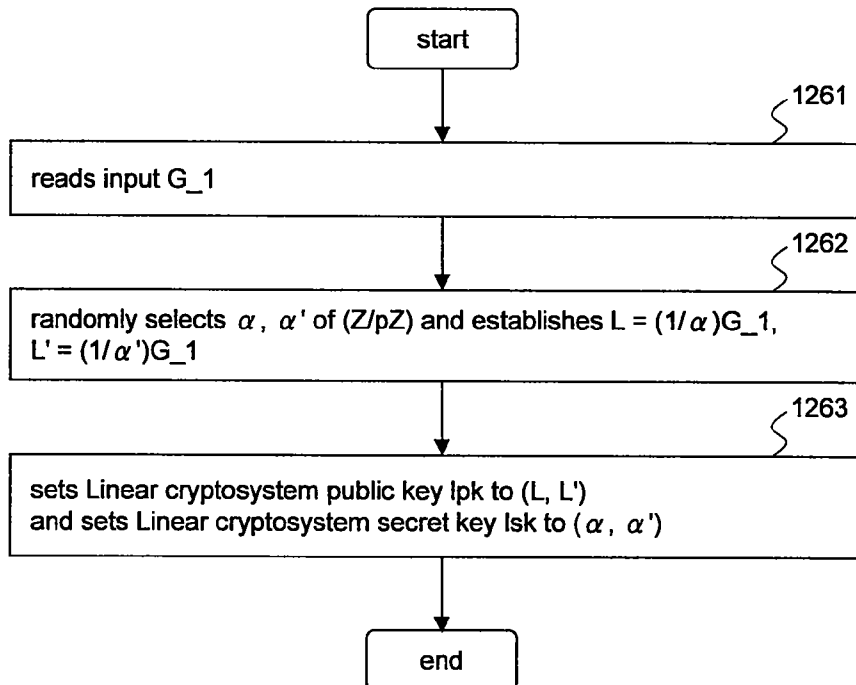 start
1261
reads input G_1
1262
randomly selects α, α' of (Z/pZ) and establishes L = (1/α)G_1,
L' = (1/α')G_1
1263
sets Linear cryptosystem public key lpk to (L, L')
and sets Linear cryptosystem secret key lsk to (α, α')
end